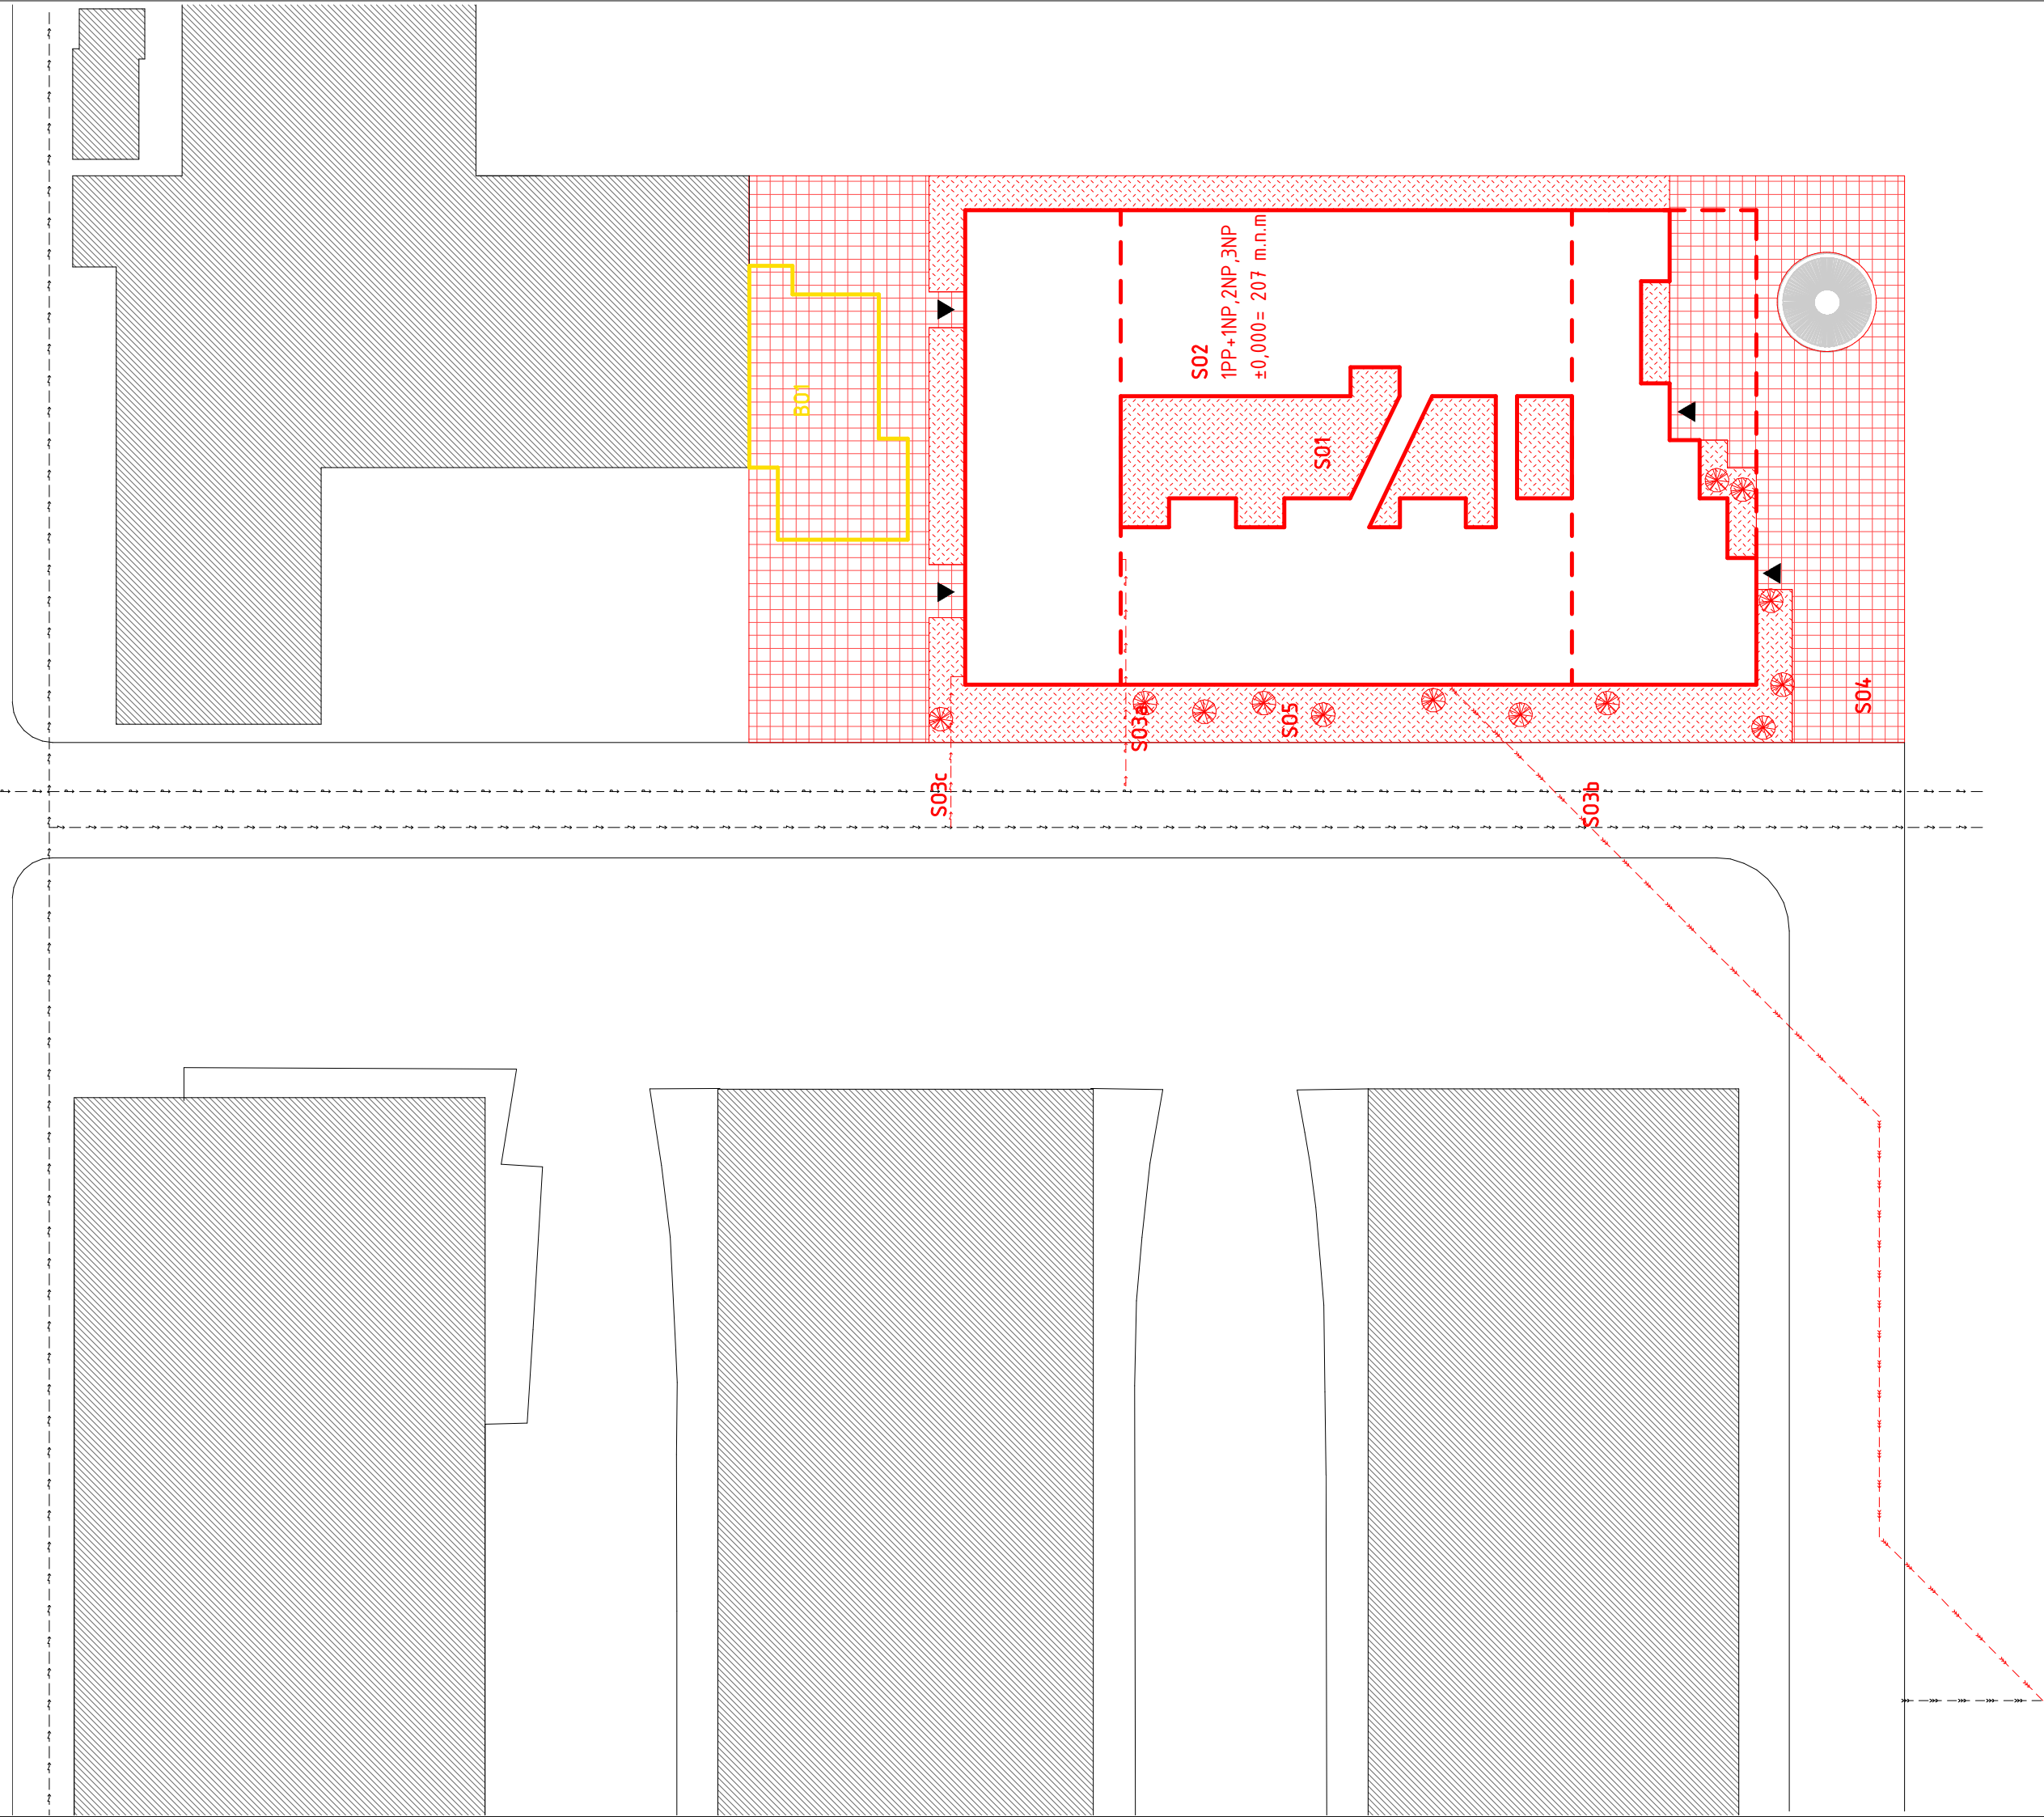 BO1
SO2
1PP+1NP,2NP,3NP
±0,000= 207 m.n.m
SO1
SO3c
SO3a
SO5
SO3b
SO4